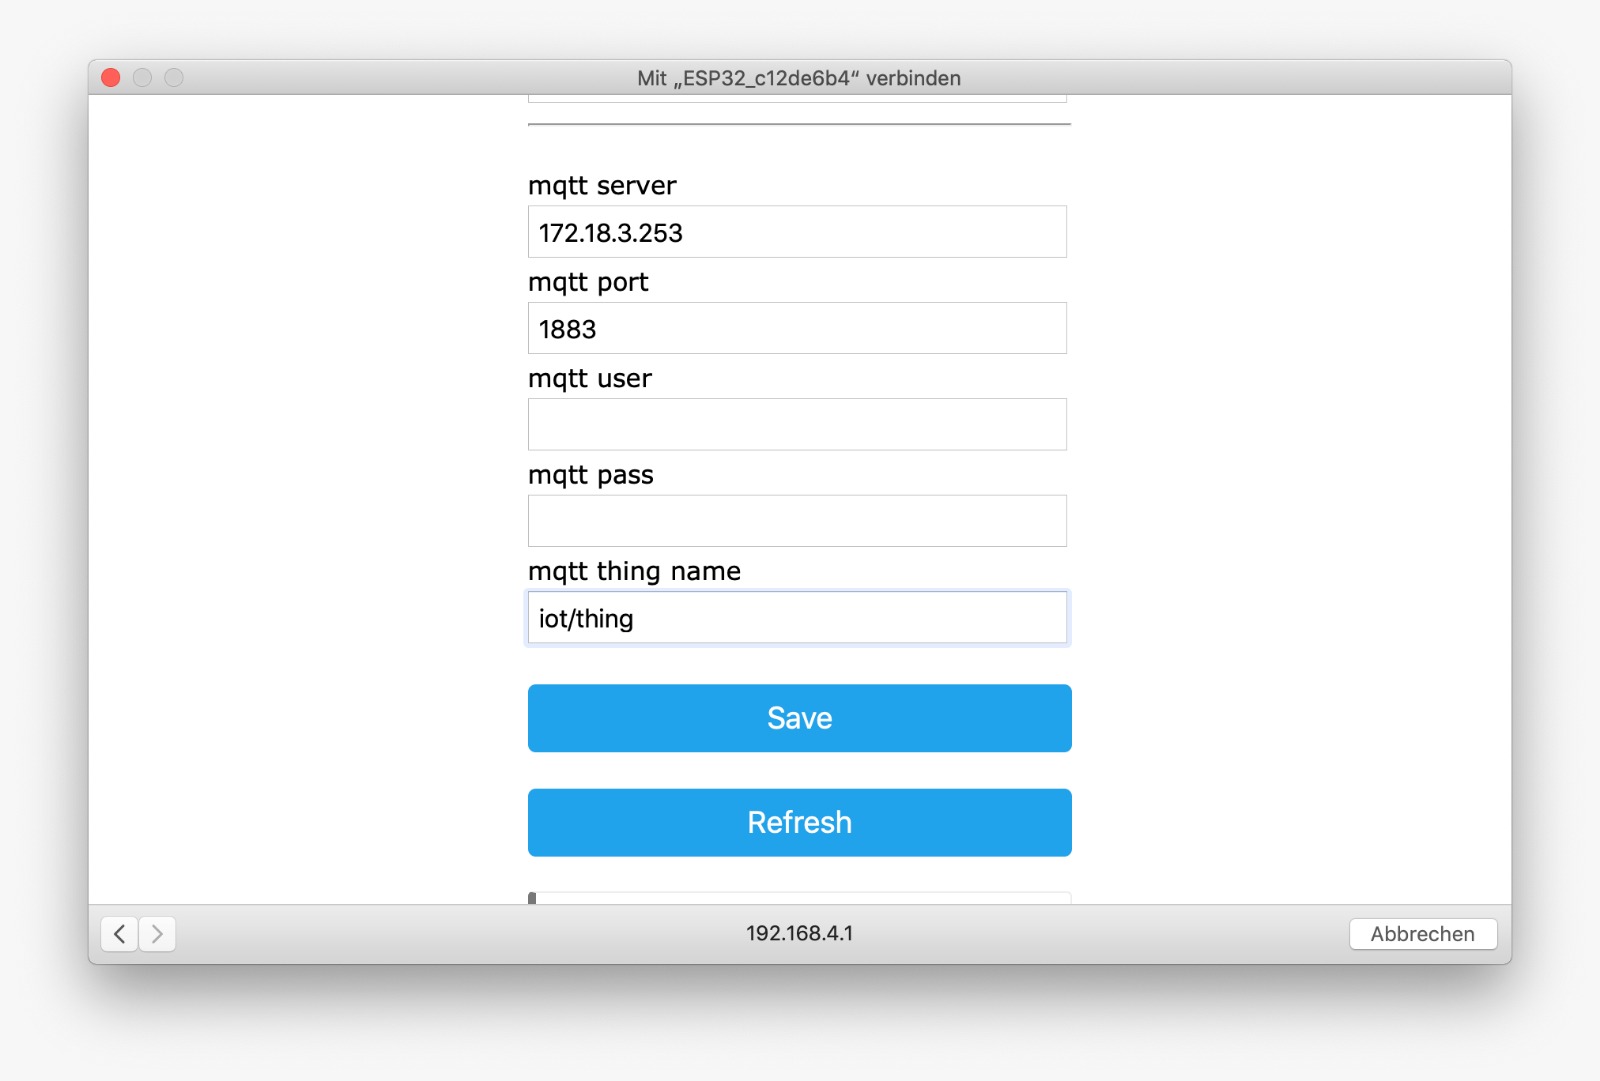 Mit „ESP32_c12de6b4“ verbinden
mqtt server
172.18.3.253
mqtt port
1883
mqtt user
mqtt pass
mqtt thing name
iot/thing
Save
Refresh
192.168.4.1
Abbrechen